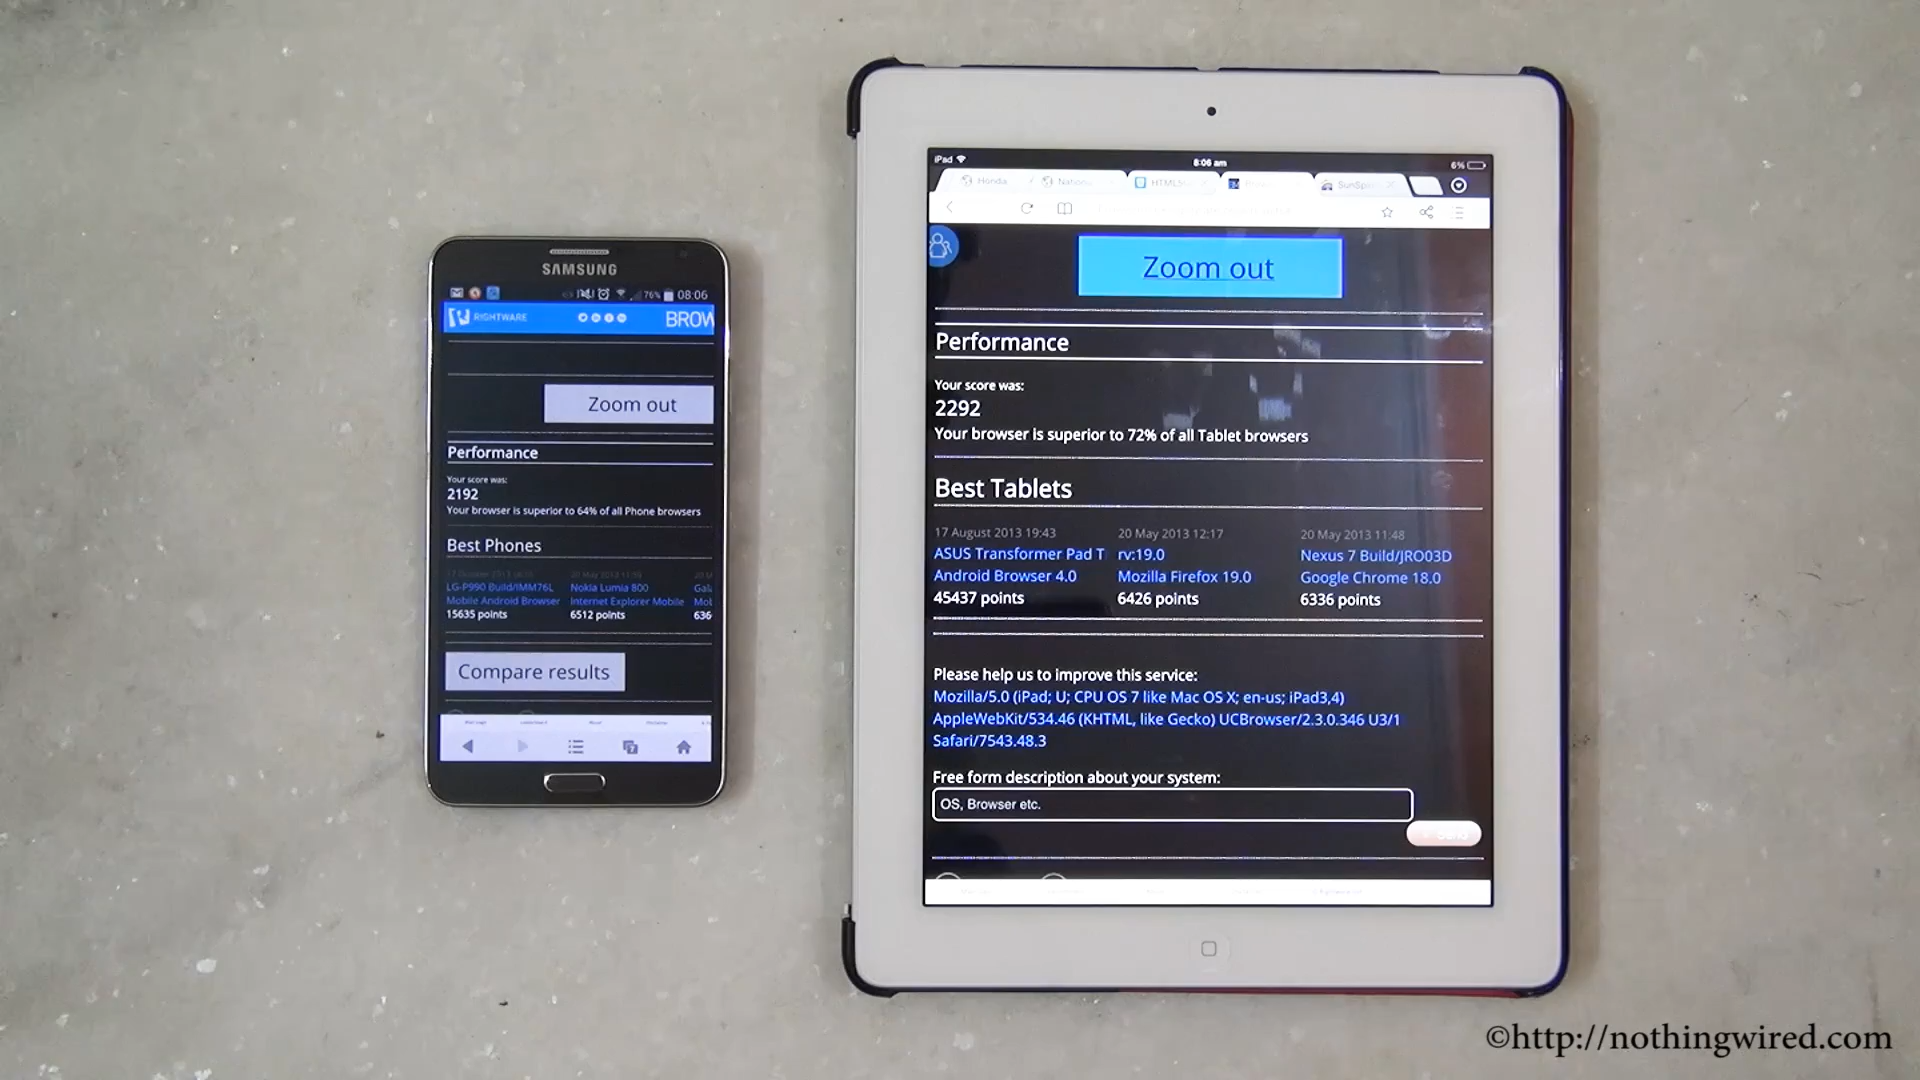 SAMSUNG
76% 08:06
RIGHTWARE
BROW
Zoom out
Performance
Your score was:
2192
Your browser is superior to 64% of all Phone browsers
Best Phones
LG-P990 Build/IMM76L
Mobile Android Browser
15635 points
Nokia Lumia 800
Internet Explorer Mobile
6512 points
636
Compare results
iPad
8:06 am
6%
Honda
HTML5
SunSpi
Zoom out
Performance
Your score was:
2292
Your browser is superior to 72% of all Tablet browsers
Best Tablets
17 August 2013 19:43
ASUS Transformer Pad T
Android Browser 4.0
45437 points
20 May 2013 12:17
rv:19.0
Mozilla Firefox 19.0
6426 points
20 May 2013 11:48
Nexus 7 Build/JRO03D
Google Chrome 18.0
6336 points
Please help us to improve this service:
Mozilla/5.0 (iPad; U; CPU OS 7 like Mac OS X; en-us; iPad3,4)
AppleWebKit/534.46 (KHTML, like Gecko) UCBrowser/2.3.0.346 U3/1
Safari/7543.48.3
Free form description about your system:
OS, Browser etc.
Send
©http://nothingwired.com